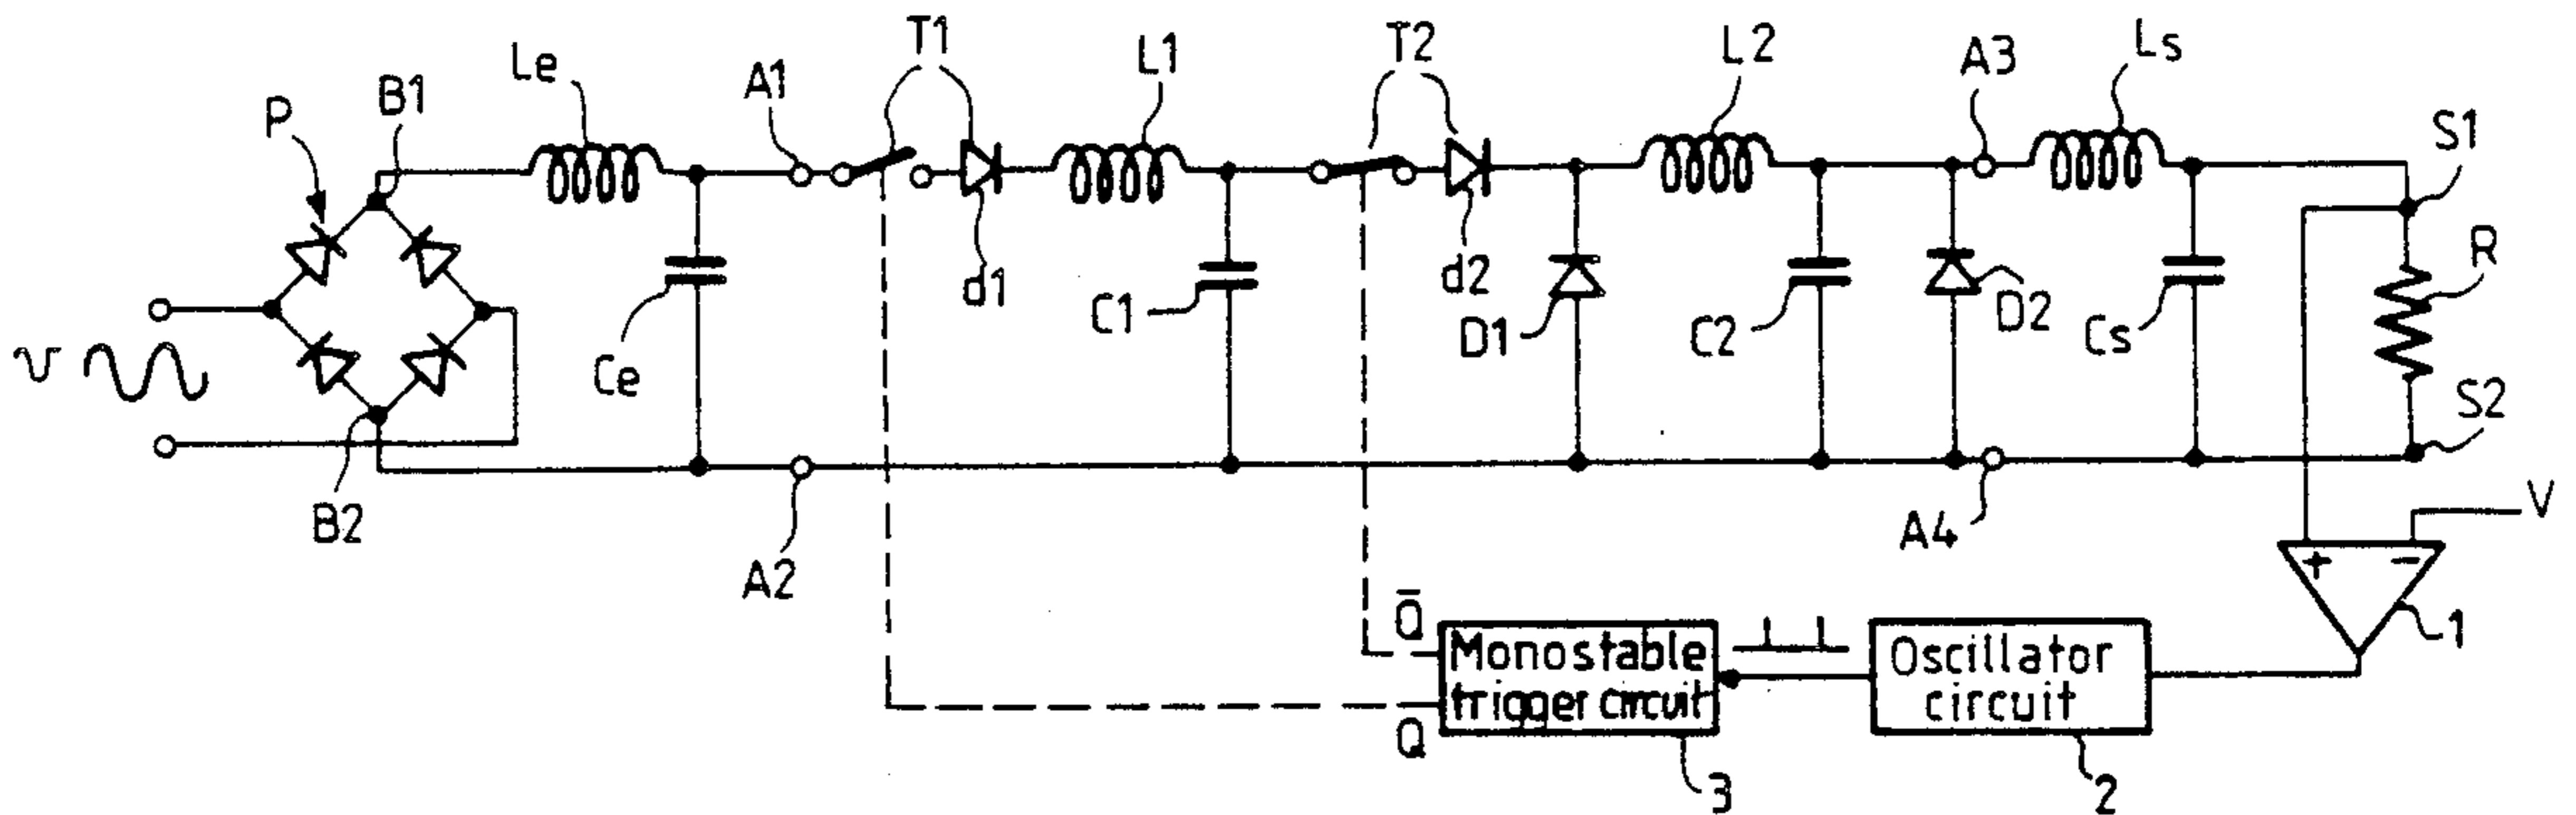 P
B1
Le
A1
T1
L1
T2
L2
A3
Ls
S1
Ce
d1
C1
D1
d2
C2
D2
Cs
R
S2
v
B2
A2
A4
V
+ −
1
Q̄
Q
Monostable
trigger circuit
3
Oscillator
circuit
2